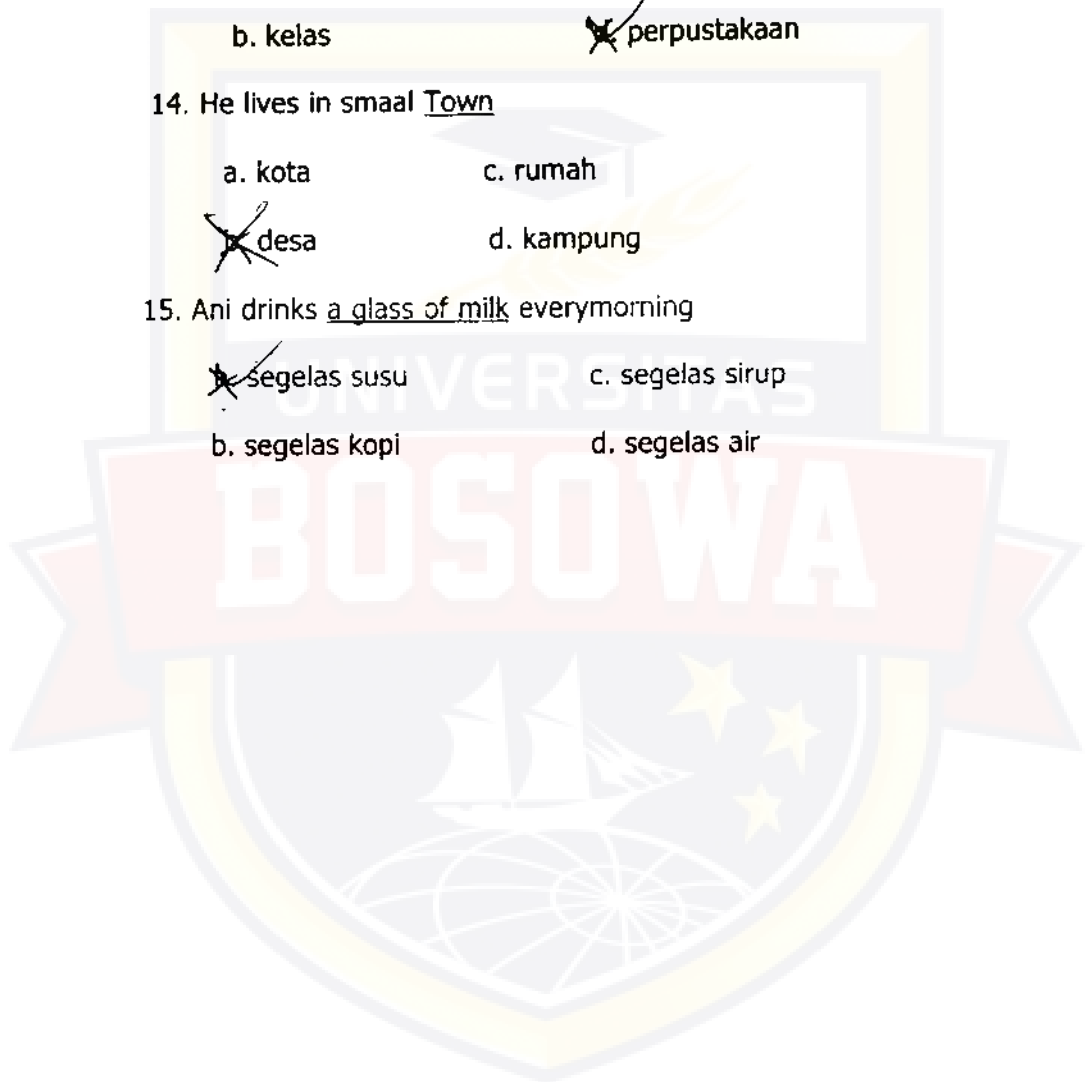 b. kelas perpustakaan
14. He lives in smaal Town
a. kota c. rumah
desa d. kampung
15. Ani drinks a glass of milk everymorning
segelas susu c. segelas sirup
UNIVERSITAS
b. segelas kopi d. segelas air
BOSOWA